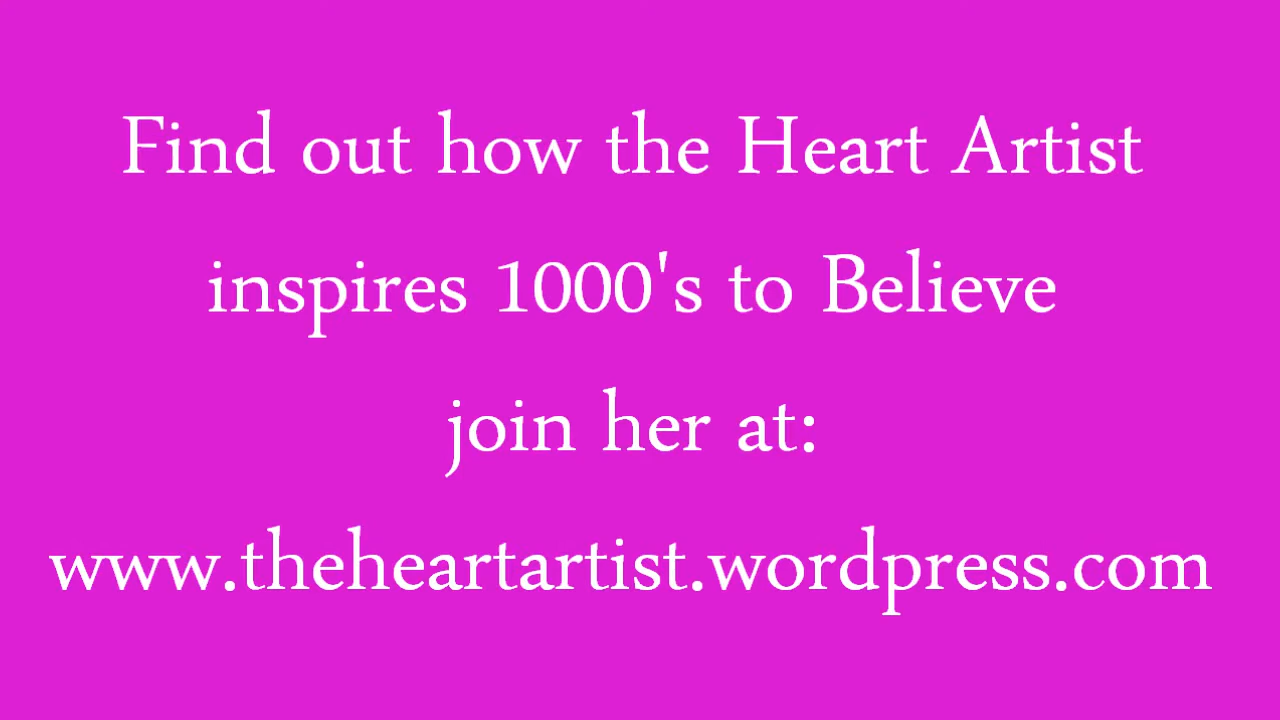 Find out how the Heart Artist
inspires 1000's to Believe
join her at:
www.theheartartist.wordpress.com